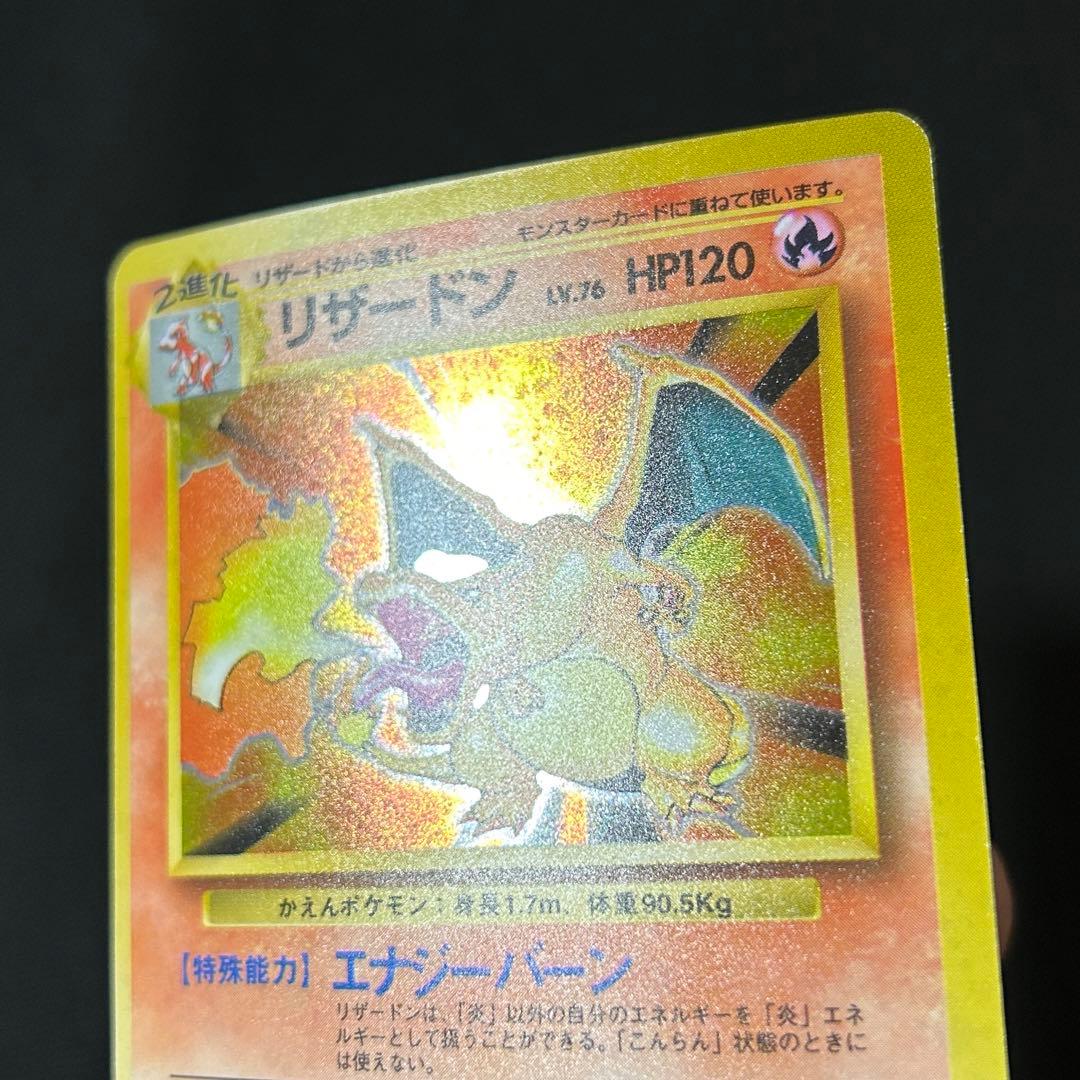 モンスターカードに重ねて使います。
2進化 リザードから進化
リザードン LV.76 HP120
かえんポケモン：身長1.7m、体重90.5Kg
【特殊能力】エナジーバーン
リザードンは、「炎」以外の自分のエネルギーを「炎」エネ
ルギーとして扱うことができる。「こんらん」状態のときに
は使えない。